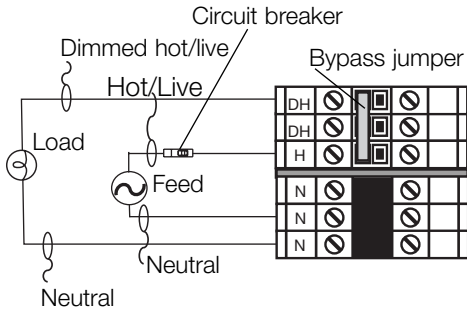 Circuit breaker
Dimmed hot/live
Bypass jumper
Hot/Live
DH
DH
Load
H
Feed
N
N
Neutral
N
Neutral